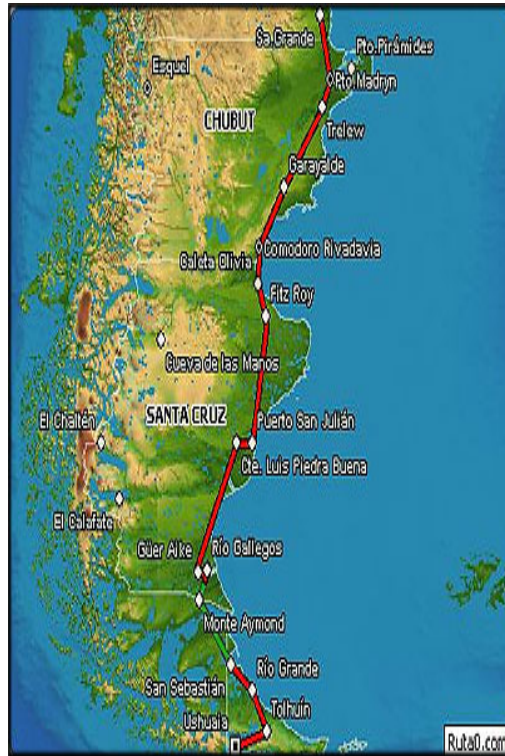 Sa.Grande
Pto.Pirámides
Esquel
Pto Madryn
CHUBUT
Trelew
Garayalde
Comodoro Rivadavia
Caleta Olivia
Fitz Roy
Cueva de las Manos
SANTA CRUZ
El Chaltén
Puerto San Julián
Cte. Luis Piedra Buena
El Calafate
Güer Aike
Río Gallegos
Monte Aymond
San Sebastián
Río Grande
Ushuaia
Tolhuin
Ruta0.com